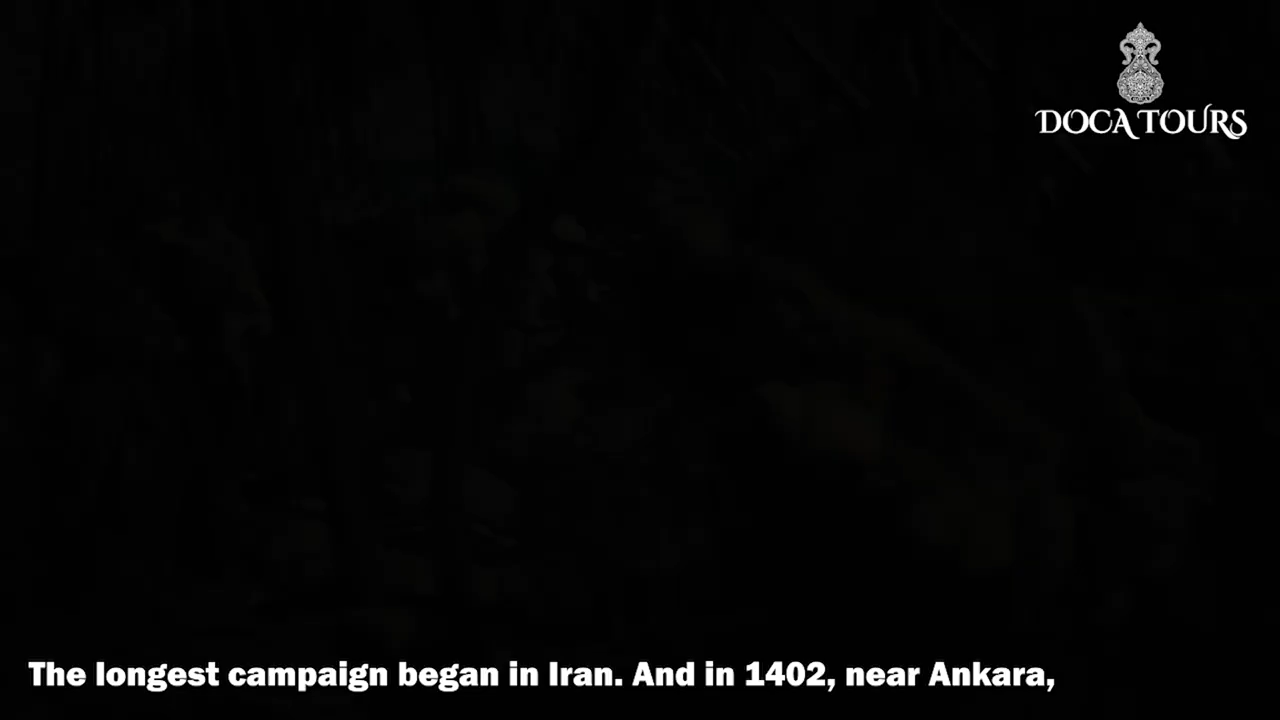 DOCA TOURS
The longest campaign began in Iran. And in 1402, near Ankara,